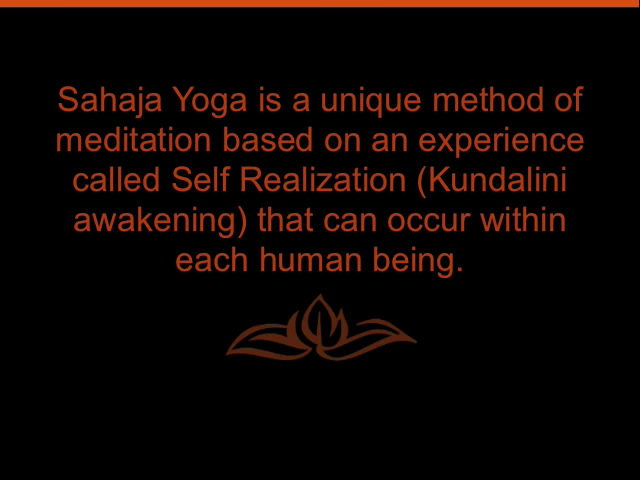 Sahaja Yoga is a unique method of
meditation based on an experience
called Self Realization (Kundalini
awakening) that can occur within
each human being.